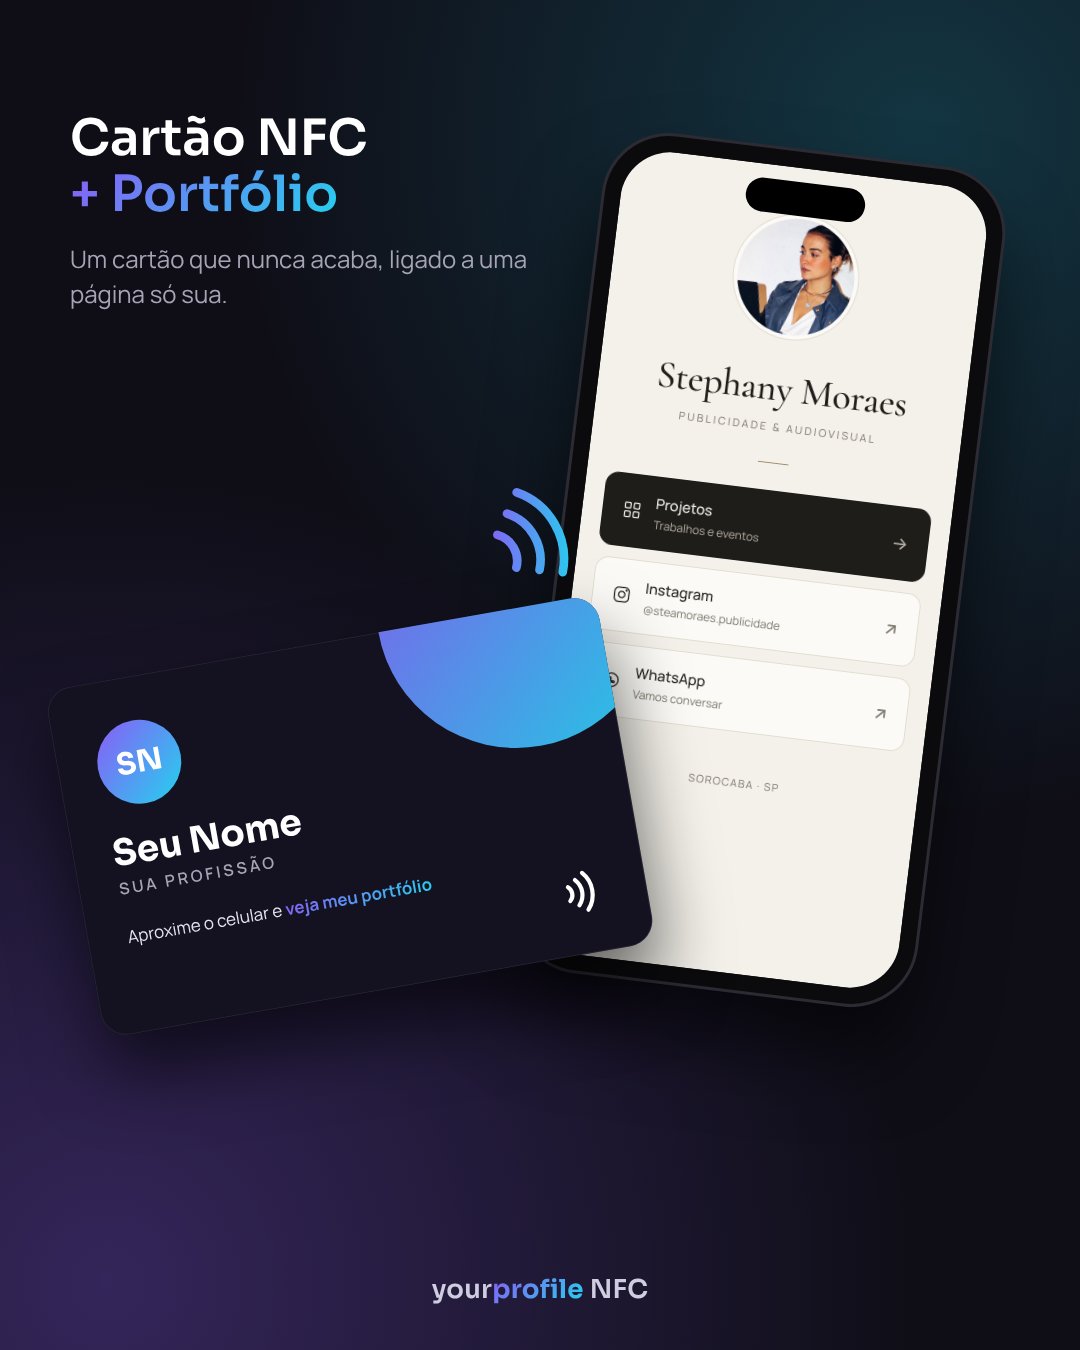 Cartão NFC
+ Portfólio
Um cartão que nunca acaba, ligado a uma
página só sua.
Stephany Moraes
PUBLICIDADE & AUDIOVISUAL
Projetos
Trabalhos e eventos
Instagram
@steamoraes.publicidade
WhatsApp
Vamos conversar
SOROCABA · SP
SN
Seu Nome
SUA PROFISSÃO
Aproxime o celular e veja meu portfólio
yourprofile NFC